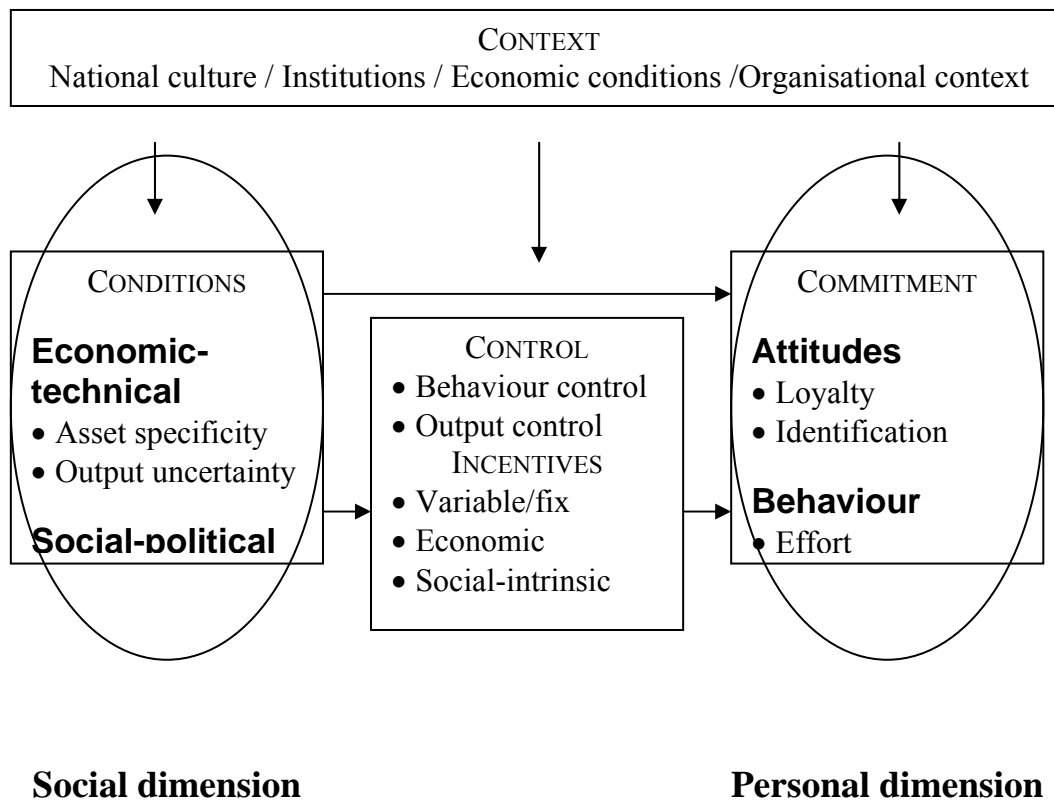 CONTEXT
National culture / Institutions / Economic conditions /Organisational context
CONDITIONS
Economic-
technical
• Asset specificity
• Output uncertainty
Social-political
CONTROL
• Behaviour control
• Output control
INCENTIVES
• Variable/fix
• Economic
• Social-intrinsic
COMMITMENT
Attitudes
• Loyalty
• Identification
Behaviour
• Effort
Social dimension
Personal dimension